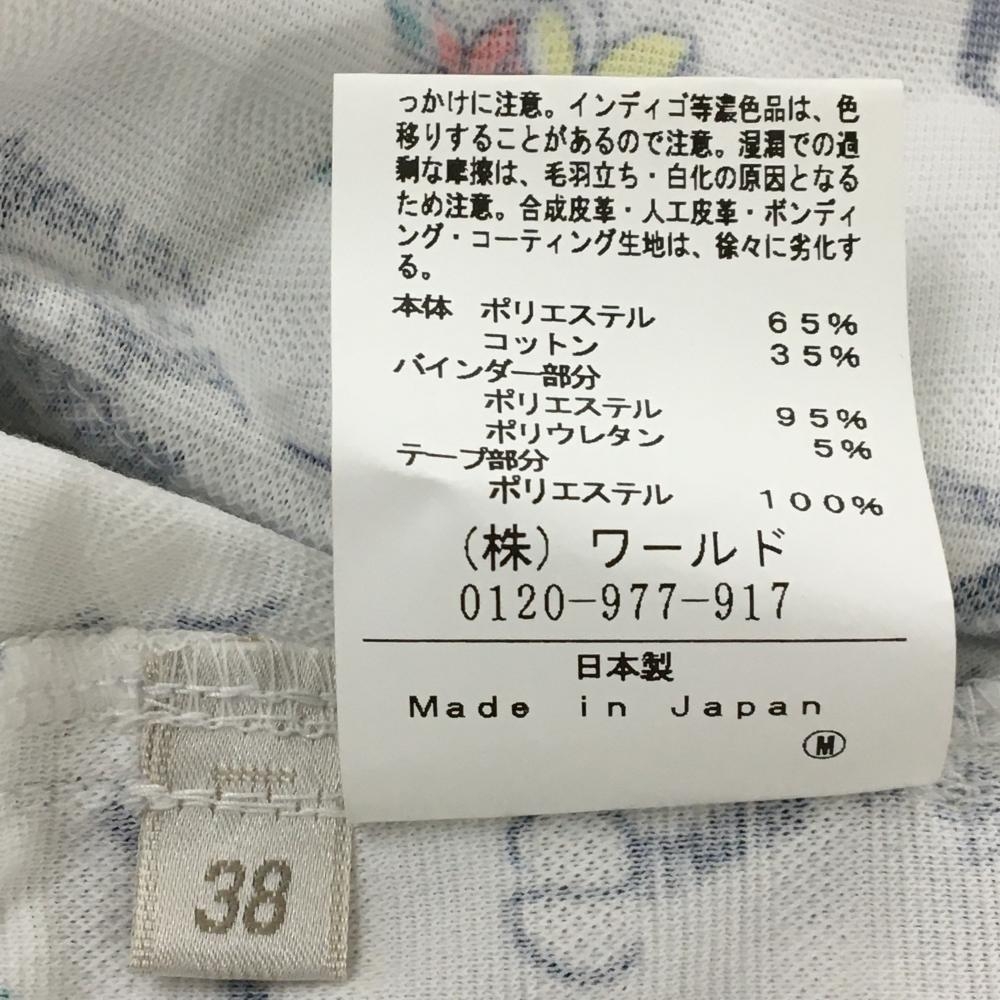 っかけに注意。インディゴ等濃色品は、色
移りすることがあるので注意。湿潤での過
剰な摩擦は、毛羽立ち・白化の原因となる
ため注意。合成皮革・人工皮革・ボンディ
ング・コーティング生地は、徐々に劣化す
る。
本体 ポリエステル 65%
コットン 35%
バインダー部分
ポリエステル 95%
ポリウレタン 5%
テープ部分
ポリエステル 100%
(株) ワールド
0120-977-917
日本製
Made in Japan
M
38